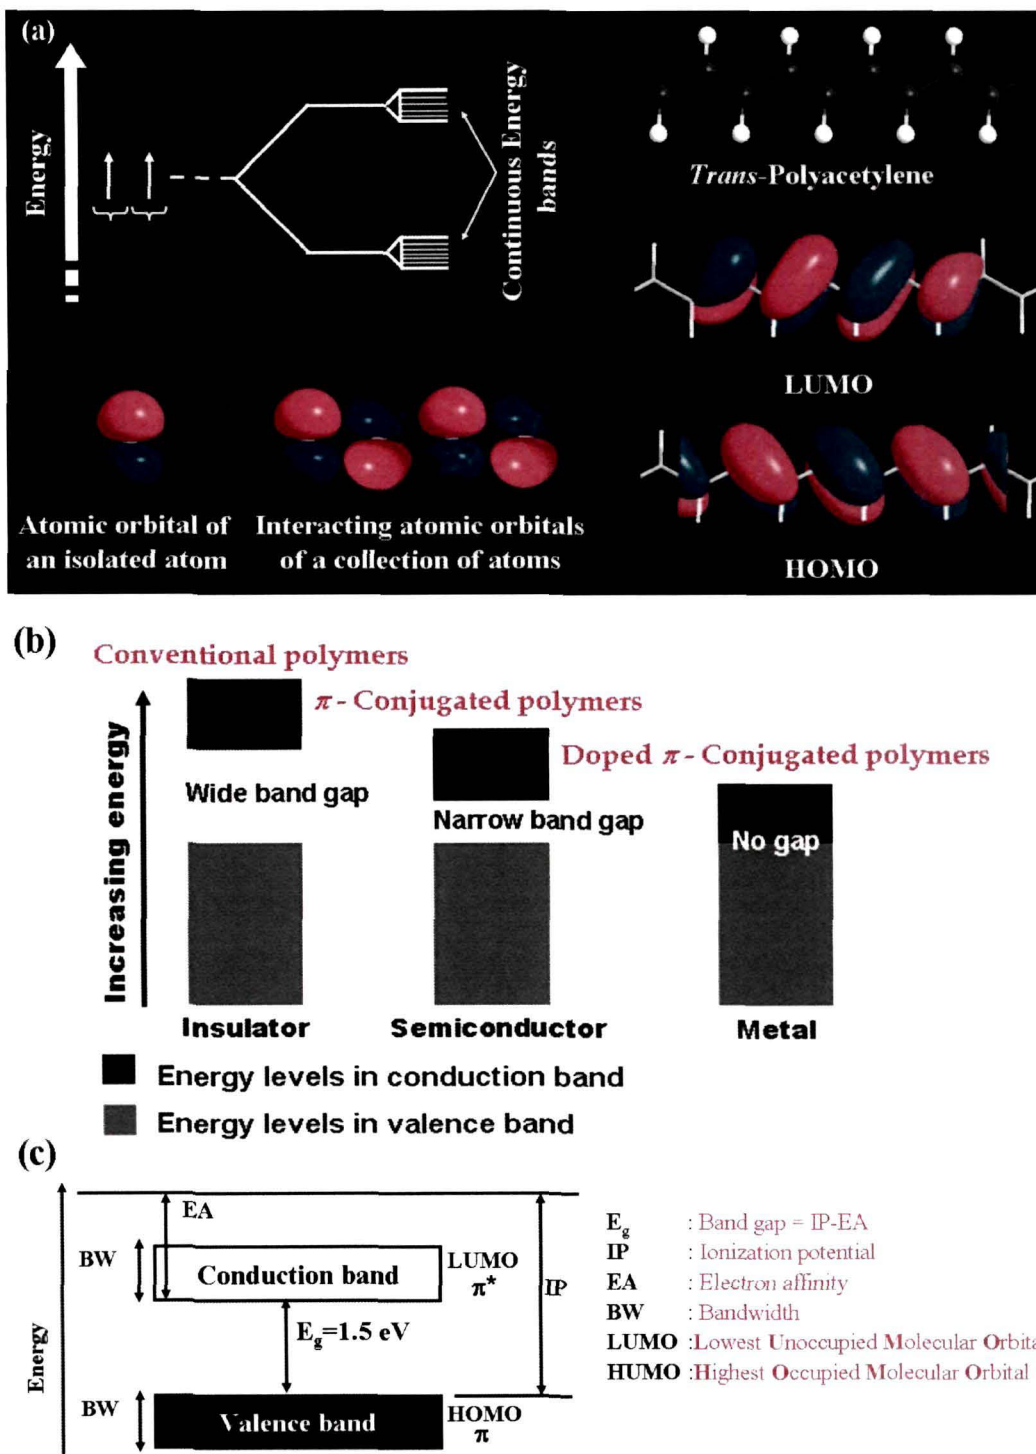 (a)
Energy
Continuous Energy
bands
Trans-Polyacetylene
LUMO
Atomic orbital of
an isolated atom
Interacting atomic orbitals
of a collection of atoms
HOMO
(b)
Conventional polymers
π - Conjugated polymers
Doped π - Conjugated polymers
Increasing energy
Wide band gap
Narrow band gap
No gap
Insulator
Semiconductor
Metal
Energy levels in conduction band
Energy levels in valence band
(c)
Energy
EA
BW
Conduction band
LUMO
π*
IP
Eg=1.5 eV
BW
Valence band
HOMO
π
Eg : Band gap = IP-EA
IP : Ionization potential
EA : Electron affinity
BW : Bandwidth
LUMO :Lowest Unoccupied Molecular Orbita
HUMO :Highest Occupied Molecular Orbital